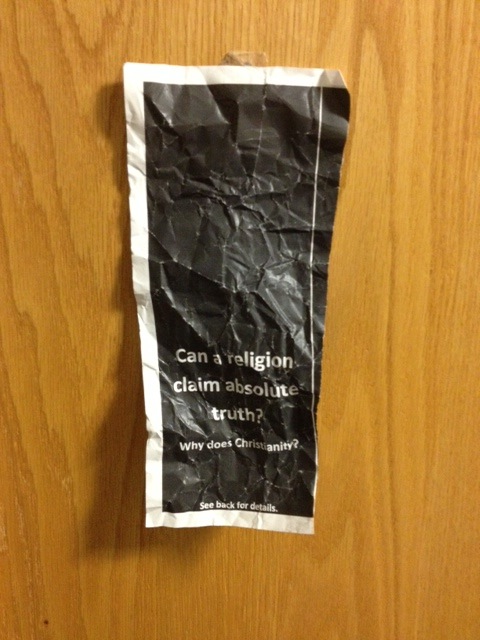 Can a religion
claim absolute
truth?
Why does Christianity?
See back for details.